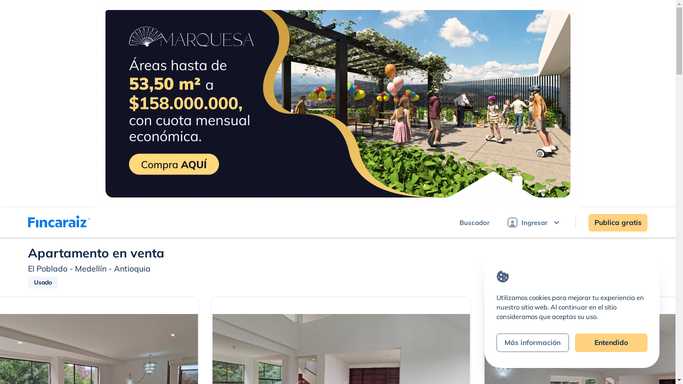 MARQUESA
Áreas hasta de
53,50 m² a
$158.000.000,
con cuota mensual
económica.
Compra AQUÍ
Fincaraíz
Buscador
Ingresar
Publica gratis
Apartamento en venta
El Poblado - Medellín - Antioquia
Usado
Utilizamos cookies para mejorar tu experiencia en
nuestro sitio web. Al continuar en el sitio
consideramos que aceptas su uso.
Más información
Entendido